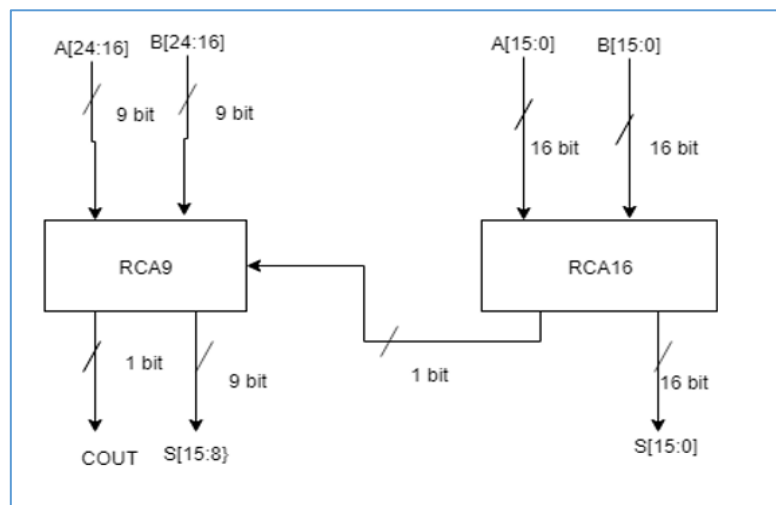 A[24:16]
B[24:16]
A[15:0]
B[15:0]
9 bit
9 bit
16 bit
16 bit
RCA9
RCA16
1 bit
9 bit
1 bit
16 bit
COUT
S[15:8}
S[15:0]